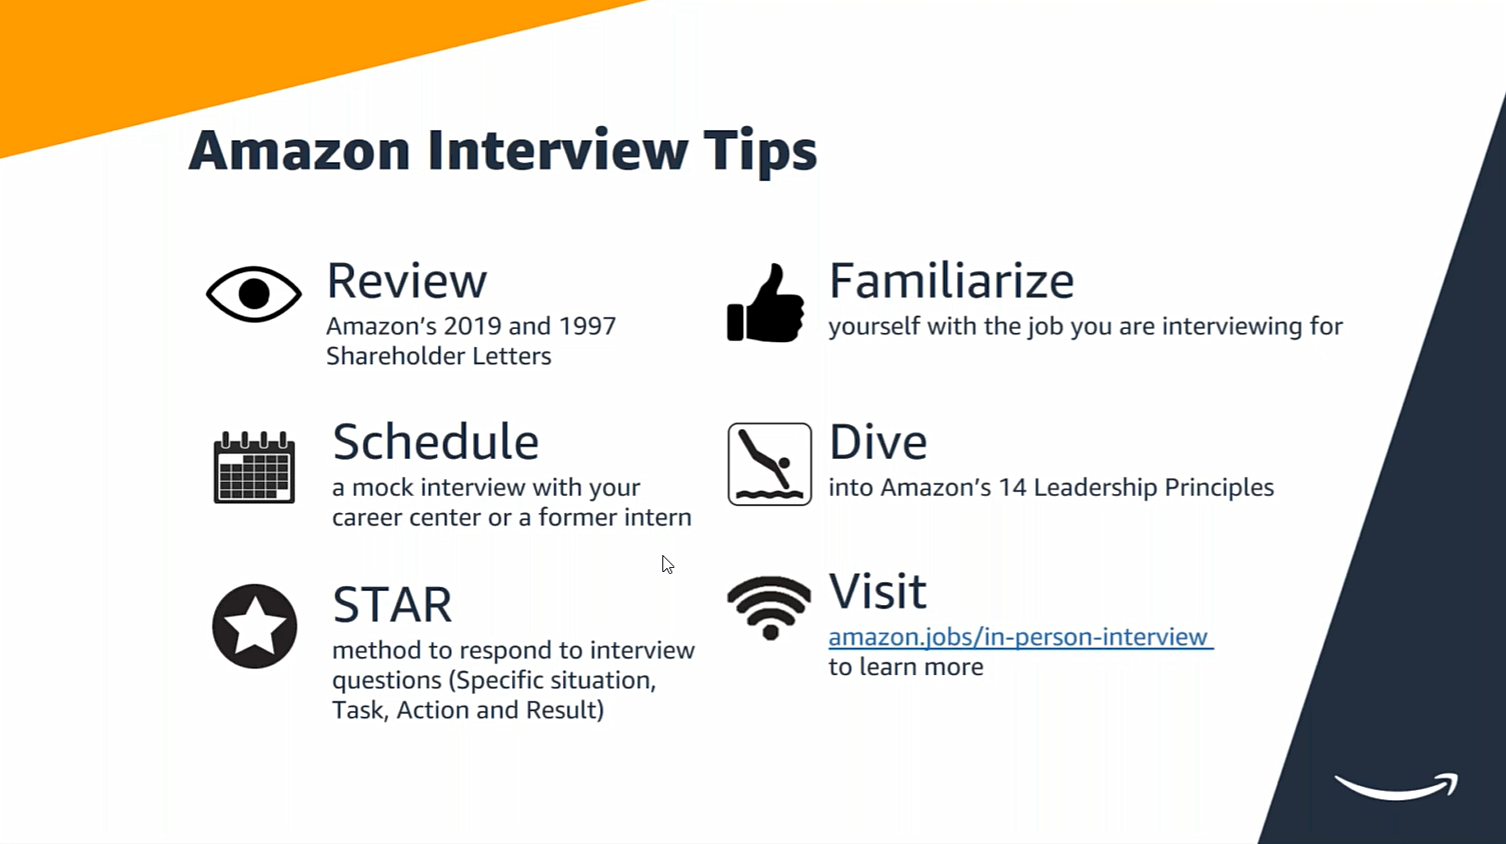 Amazon Interview Tips
Review
Amazon's 2019 and 1997
Shareholder Letters
Familiarize
yourself with the job you are interviewing for
Schedule
a mock interview with your
career center or a former intern
Dive
into Amazon's 14 Leadership Principles
STAR
method to respond to interview
questions (Specific situation,
Task, Action and Result)
Visit
amazon.jobs/in-person-interview
to learn more